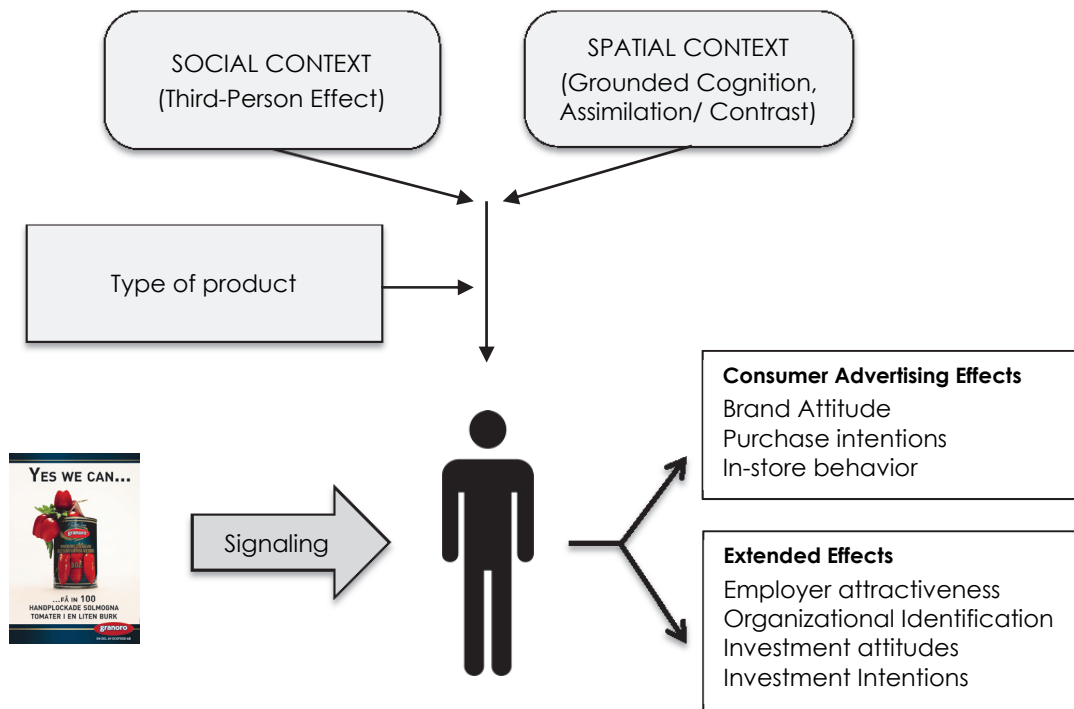 SOCIAL CONTEXT
(Third-Person Effect)
SPATIAL CONTEXT
(Grounded Cognition,
Assimilation/ Contrast)
Type of product
Consumer Advertising Effects
Brand Attitude
Purchase intentions
In-store behavior
YES WE CAN...
granoro
...FÅ IN 100
HANDPLOCKADE SOLMOGNA
TOMATER I EN LITEN BURK
granoro
Signaling
Extended Effects
Employer attractiveness
Organizational Identification
Investment attitudes
Investment Intentions